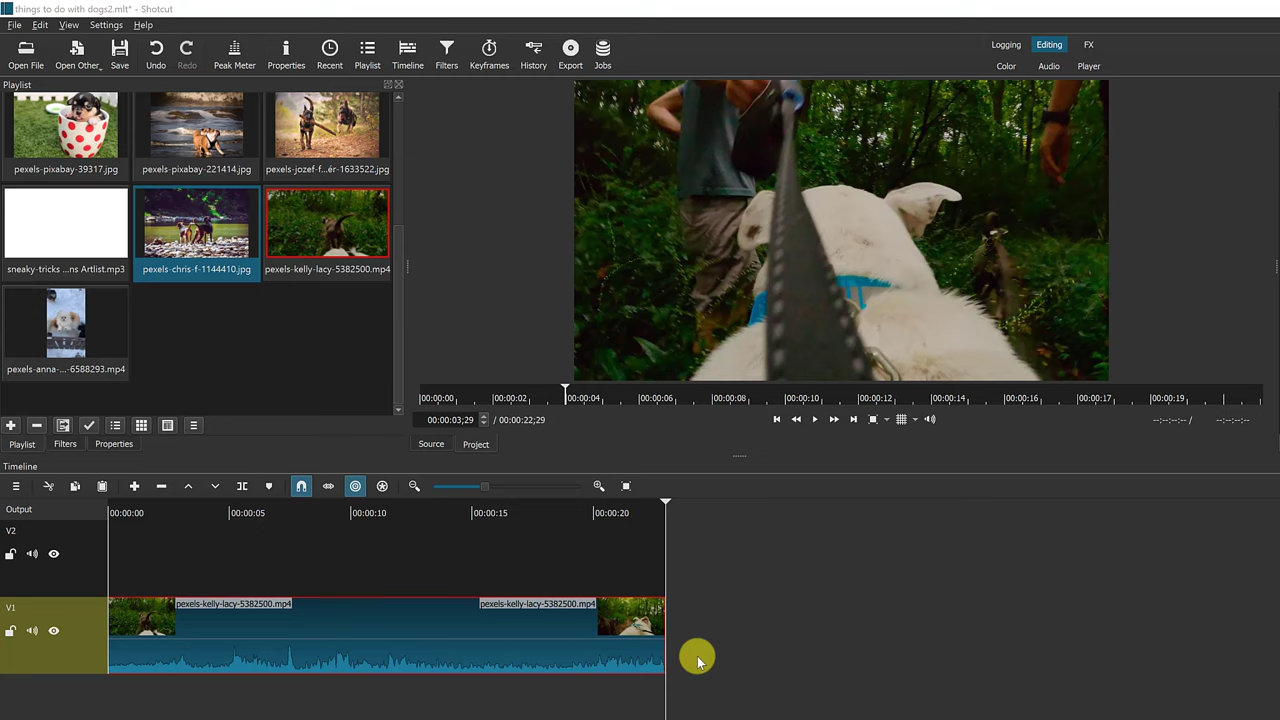 things to do with dogs2.mlt* - Shotcut
File Edit View Settings Help
Open File Open Other Save Undo Redo Peak Meter Properties Recent Playlist Timeline Filters Keyframes History Export Jobs
Logging Editing FX
Color Audio Player
Playlist
pexels-pixabay-39317.jpg pexels-pixabay-221414.jpg pexels-jozef-f...ér-1633522.jpg
sneaky-tricks ...ns Artlist.mp3 pexels-chris-f-1144410.jpg pexels-kelly-lacy-5382500.mp4
pexels-anna-...-6588293.mp4
00:00:00 00:00:02 00:00:04 00:00:06 00:00:08 00:00:10 00:00:12 00:00:14 00:00:16 00:00:17 00:00:19
00:00:03;29 / 00:00:22;29 --:--:--:-- / --:--:--:--
Playlist Filters Properties Source Project
Timeline
Output 00:00:00 00:00:05 00:00:10 00:00:15 00:00:20
V2
V1 pexels-kelly-lacy-5382500.mp4 pexels-kelly-lacy-5382500.mp4